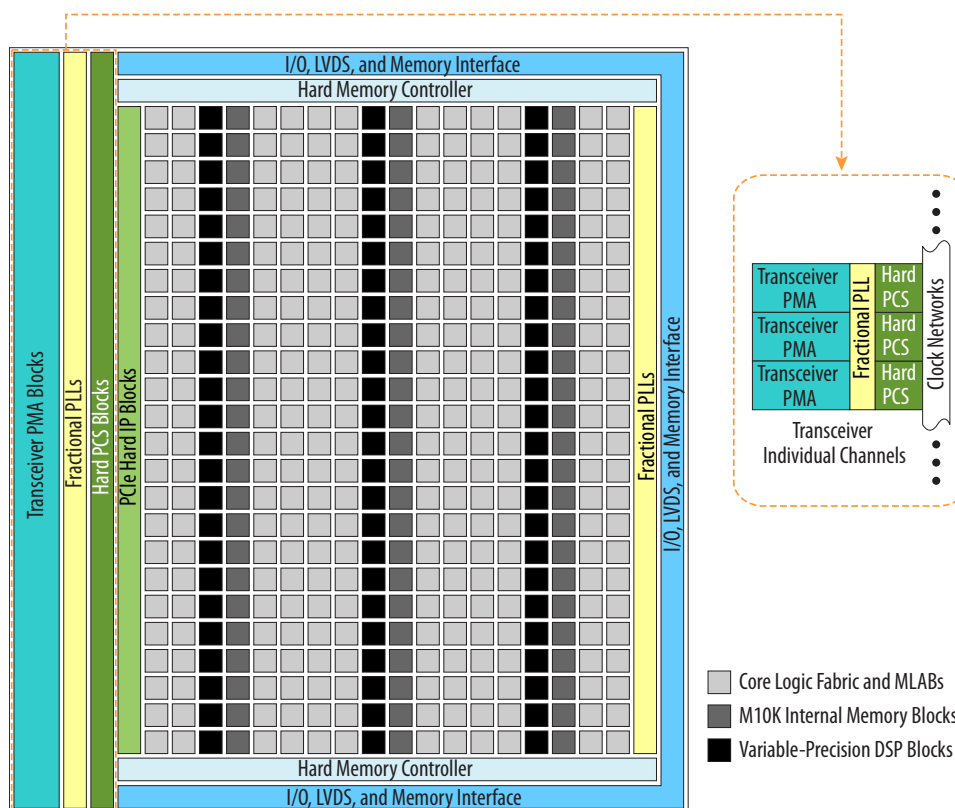 I/O, LVDS, and Memory Interface
Hard Memory Controller
Transceiver PMA Blocks
Fractional PLLs
Hard PCS Blocks
PCIe Hard IP Blocks
Fractional PLLs
I/O, LVDS, and Memory Interface
Hard Memory Controller
I/O, LVDS, and Memory Interface
Transceiver
PMA
Transceiver
PMA
Transceiver
PMA
Fractional PLL
Hard
PCS
Hard
PCS
Hard
PCS
Clock Networks
Transceiver
Individual Channels
Core Logic Fabric and MLABs
M10K Internal Memory Blocks
Variable-Precision DSP Blocks